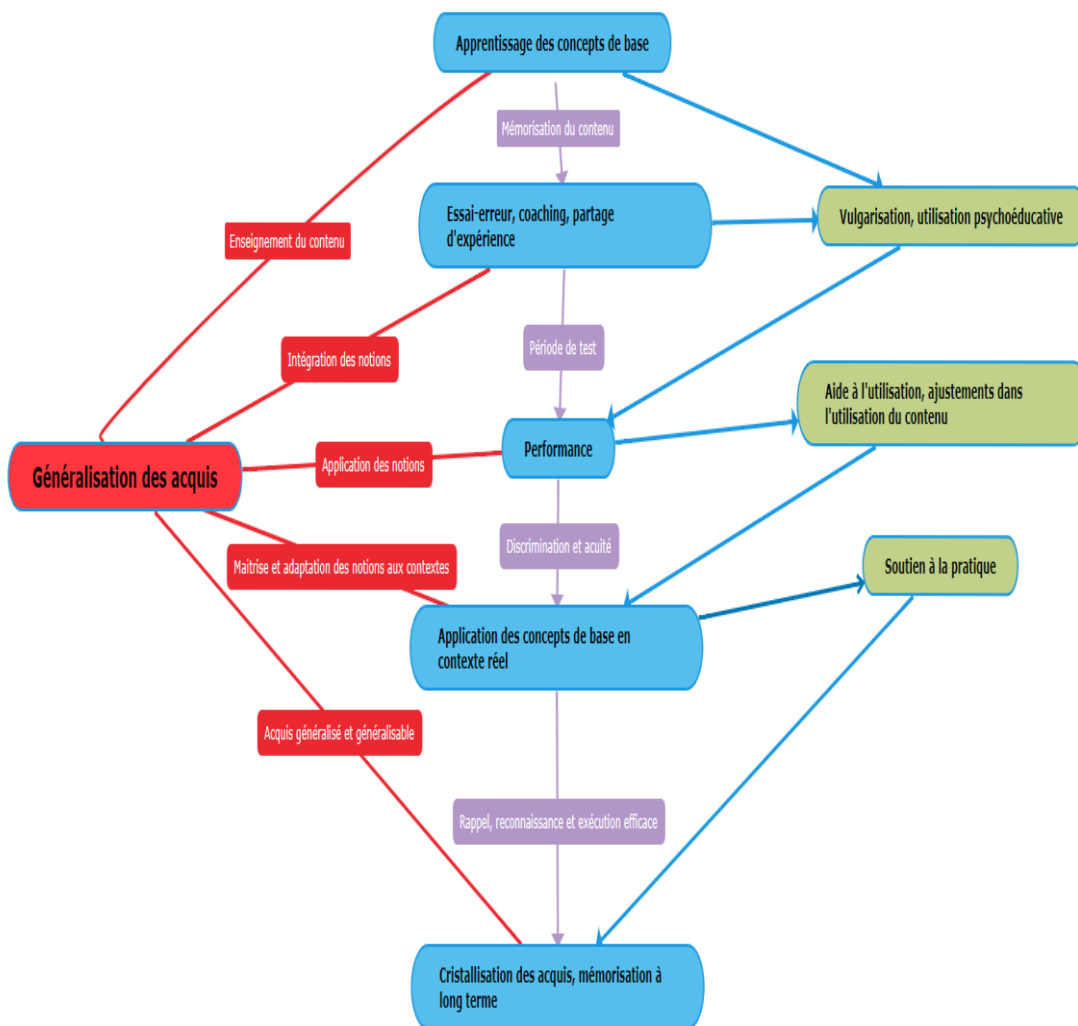 Apprentissage des concepts de base
Mémorisation du contenu
Essai-erreur, coaching, partage
d'expérience
Vulgarisation, utilisation psychoéducative
Enseignement du contenu
Intégration des notions
Période de test
Aide à l'utilisation, ajustements dans
l'utilisation du contenu
Performance
Application des notions
Généralisation des acquis
Discrimination et acuité
Maîtrise et adaptation des notions aux contextes
Soutien à la pratique
Application des concepts de base en
contexte réel
Acquis généralisé et généralisable
Rappel, reconnaissance et exécution efficace
Cristallisation des acquis, mémorisation à
long terme